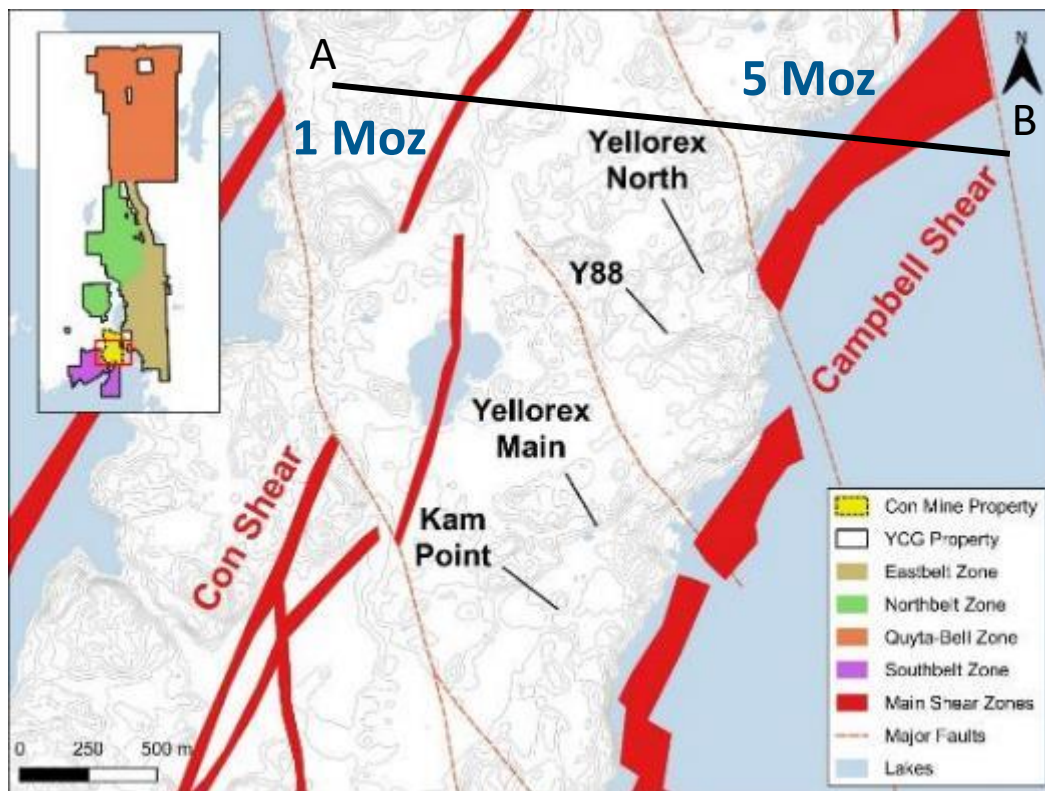 A
5 Moz
N
B
1 Moz
Yellorex
North
Y88
Campbell Shear
Yellorex
Main
Con Shear
Kam
Point
Con Mine Property
YCG Property
Eastbelt Zone
Northbelt Zone
Quyta-Bell Zone
Southbelt Zone
Main Shear Zones
Major Faults
Lakes
0 250 500 m